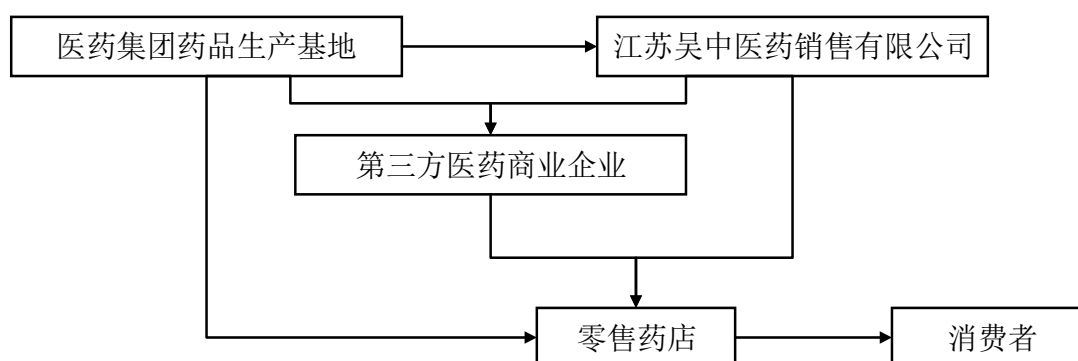 医药集团药品生产基地
江苏吴中医药销售有限公司
第三方医药商业企业
零售药店
消费者